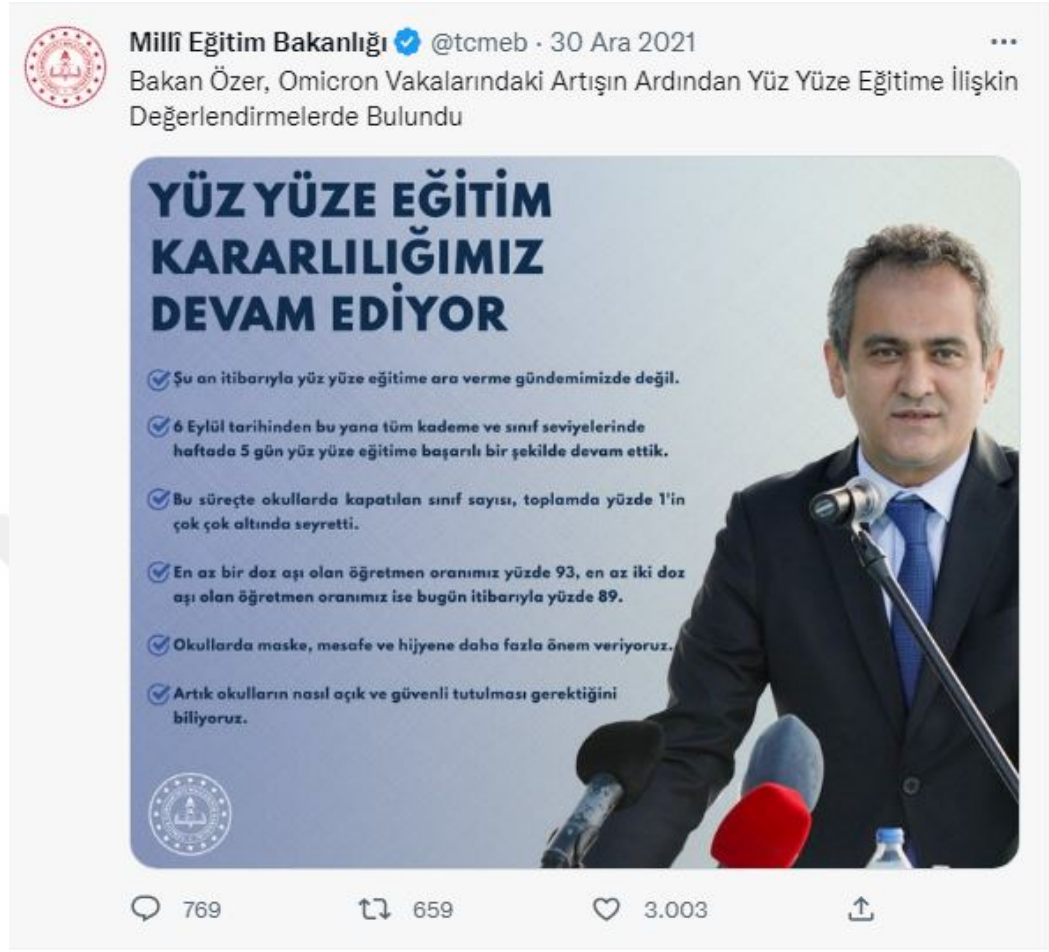 Millî Eğitim Bakanlığı @tcmeb · 30 Ara 2021
Bakan Özer, Omicron Vakalarındaki Artışın Ardından Yüz Yüze Eğitime İlişkin
Değerlendirmelerde Bulundu
YÜZ YÜZE EĞİTİM
KARARLILIĞIMIZ
DEVAM EDİYOR
Şu an itibarıyla yüz yüze eğitime ara verme gündemimizde değil.
6 Eylül tarihinden bu yana tüm kademe ve sınıf seviyelerinde
haftada 5 gün yüz yüze eğitime başarılı bir şekilde devam ettik.
Bu süreçte okullarda kapatılan sınıf sayısı, toplamda yüzde 1'in
çok çok altında seyretti.
En az bir doz aşı olan öğretmen oranımız yüzde 93, en az iki doz
aşı olan öğretmen oranımız ise bugün itibarıyla yüzde 89.
Okullarda maske, mesafe ve hijyene daha fazla önem veriyoruz.
Artık okulların nasıl açık ve güvenli tutulması gerektiğini
biliyoruz.
769 659 3.003